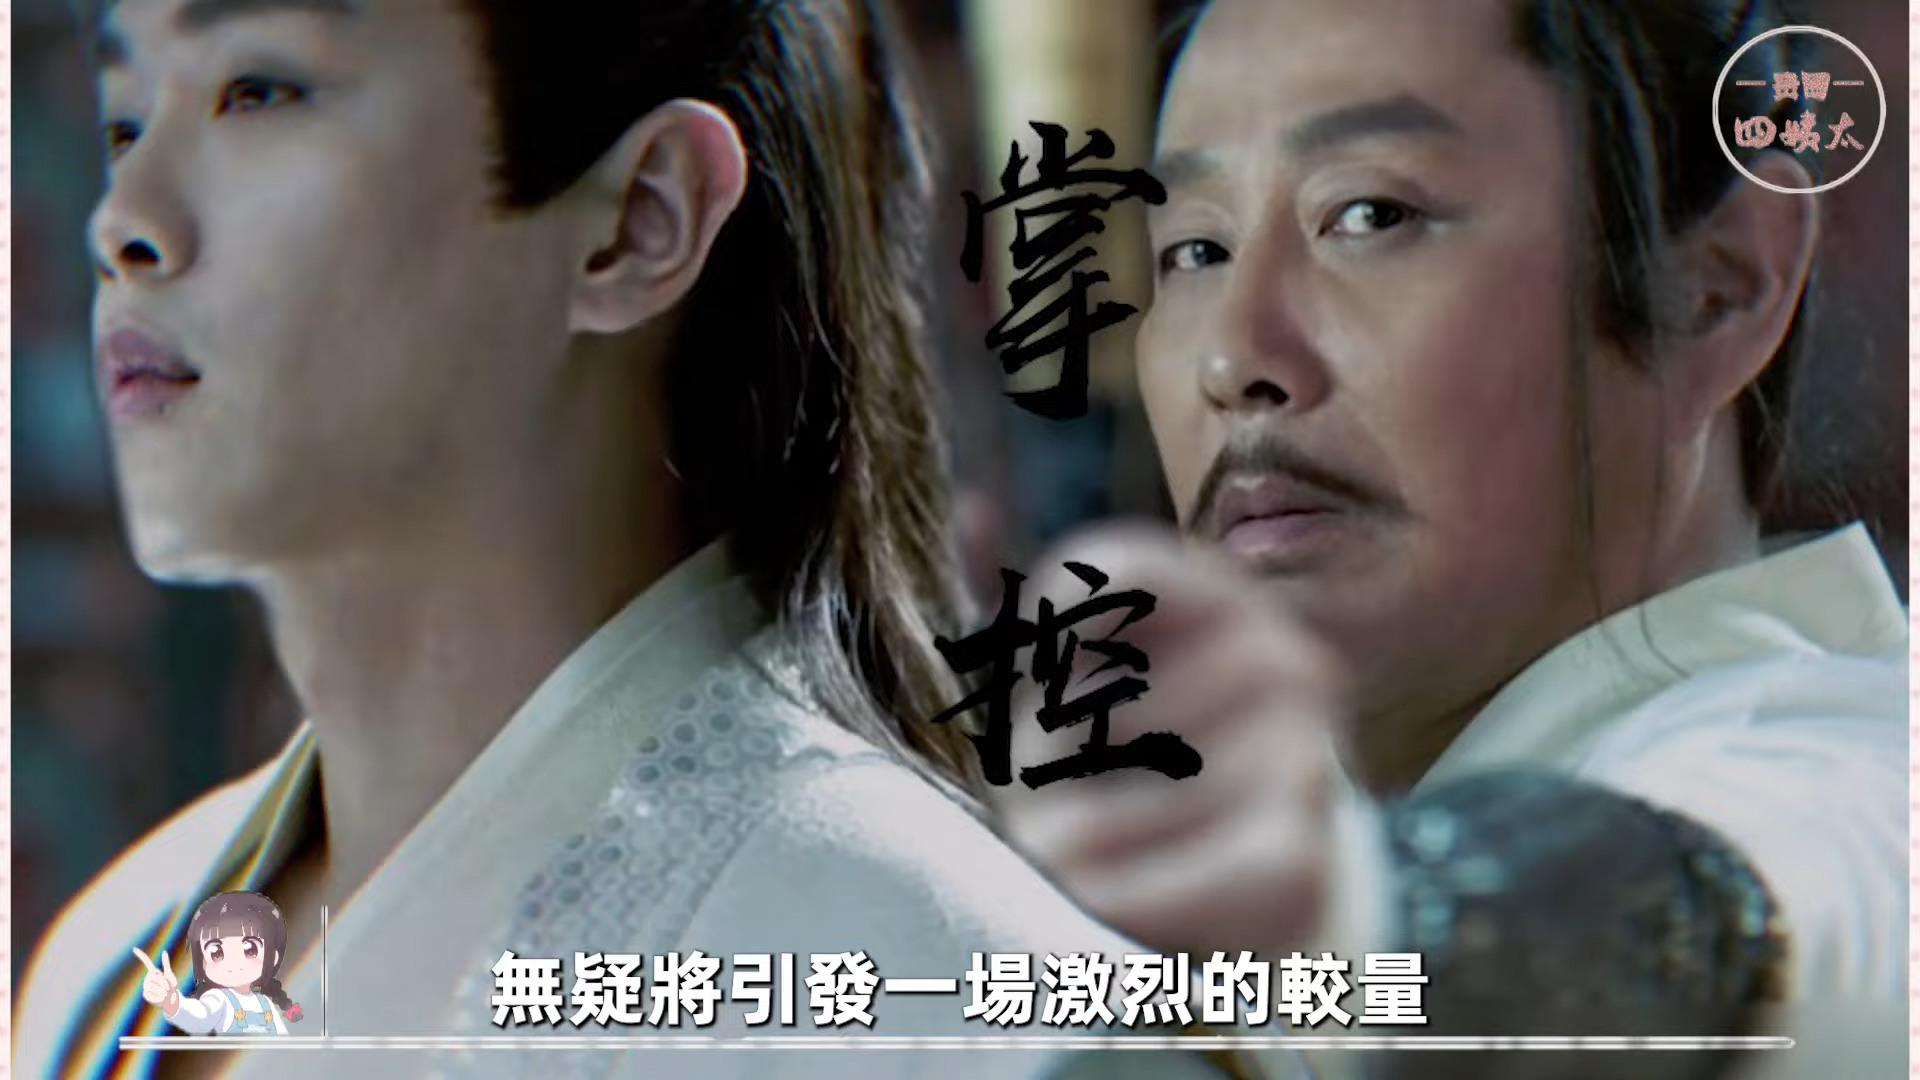 掌
控
四姨太
無疑將引發一場激烈的較量